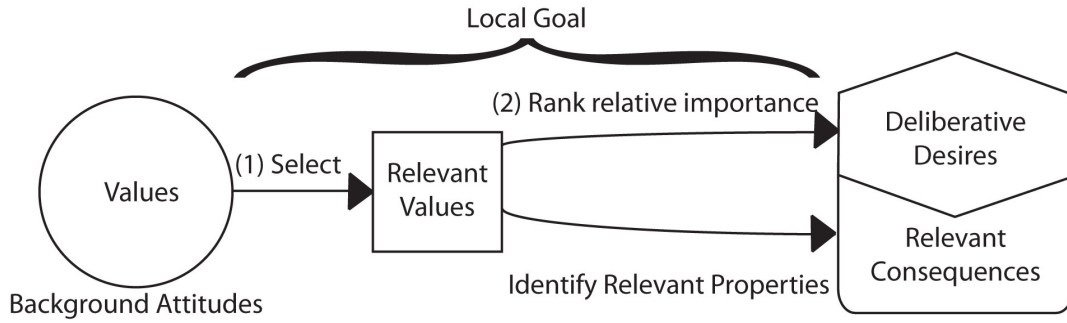 Local Goal
(2) Rank relative importance
Deliberative
Desires
(1) Select
Values
Relevant
Values
Relevant
Consequences
Identify Relevant Properties
Background Attitudes